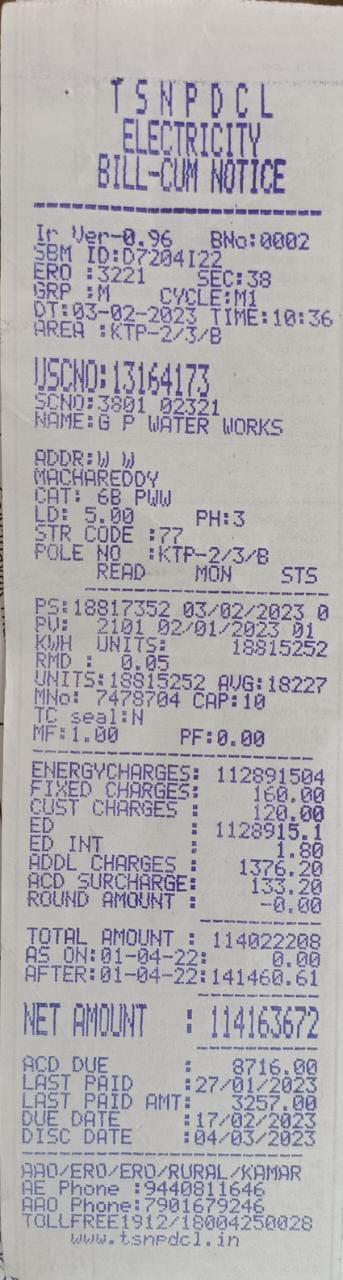 T S N P D C L
ELECTRICITY
BILL-CUM NOTICE
Ir Ver-0.96 BNo:0002
SBM ID:D7204I22
ERO :3221 SEC:38
GRP :M CYCLE:M1
DT:03-02-2023 TIME:10:36
AREA :KTP-2/3/B
USCNO:13164173
SCNO:3801 02321
NAME:G P WATER WORKS
ADDR:W W
MACHAREDDY
CAT: 6B PWW
LD: 5.00 PH:3
STR CODE :77
POLE NO :KTP-2/3/B
READ MON STS
PS:18817352 03/02/2023 0
PV: 2101 02/01/2023 01
KWH UNITS: 18815252
RMD : 0.05
UNITS:18815252 AVG:18227
MNo: 7478704 CAP:10
TC seal:N
MF:1.00 PF:0.00
ENERGYCHARGES: 112891504
FIXED CHARGES: 160.00
CUST CHARGES : 120.00
ED : 1128915.1
ED INT : 1.80
ADDL CHARGES : 1376.20
ACD SURCHARGE: 133.20
ROUND AMOUNT : -0.00
TOTAL AMOUNT : 114022208
AS ON:01-04-22: 0.00
AFTER:01-04-22:141460.61
NET AMOUNT : 114163672
ACD DUE : 8716.00
LAST PAID :27/01/2023
LAST PAID AMT: 3257.00
DUE DATE :17/02/2023
DISC DATE :04/03/2023
AAO/ERO/ERO/RURAL/KAMAR
AE Phone :9440811646
AAO Phone:7901679246
TOLLFREE1912/18004250028
www.tsnpdcl.in